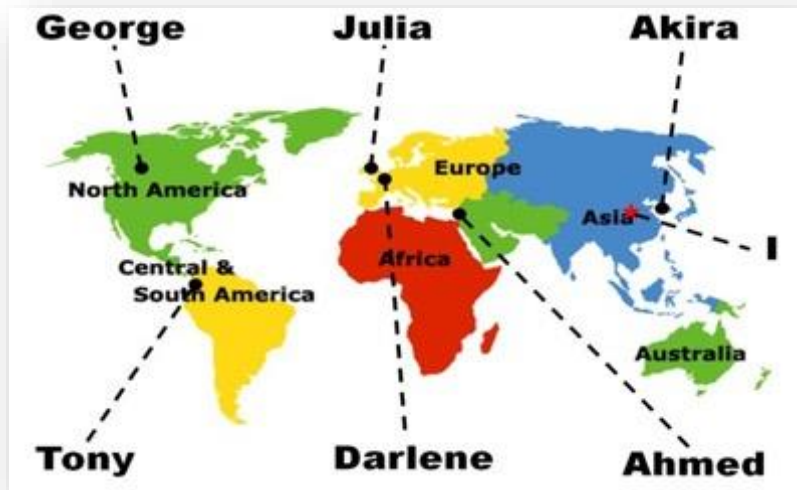 George Julia Akira
Europe
North America
Asia
I
Africa
Central &
South America
Australia
Tony Darlene Ahmed